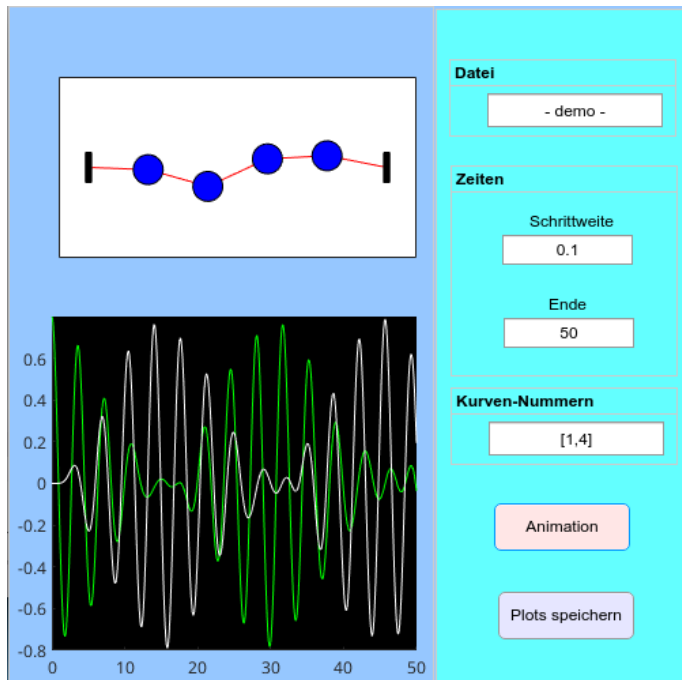 Datei
- demo -
Zeiten
Schrittweite
0.1
Ende
50
Kurven-Nummern
[1,4]
Animation
Plots speichern
0.6
0.4
0.2
0
-0.2
-0.4
-0.6
-0.8
0 10 20 30 40 50